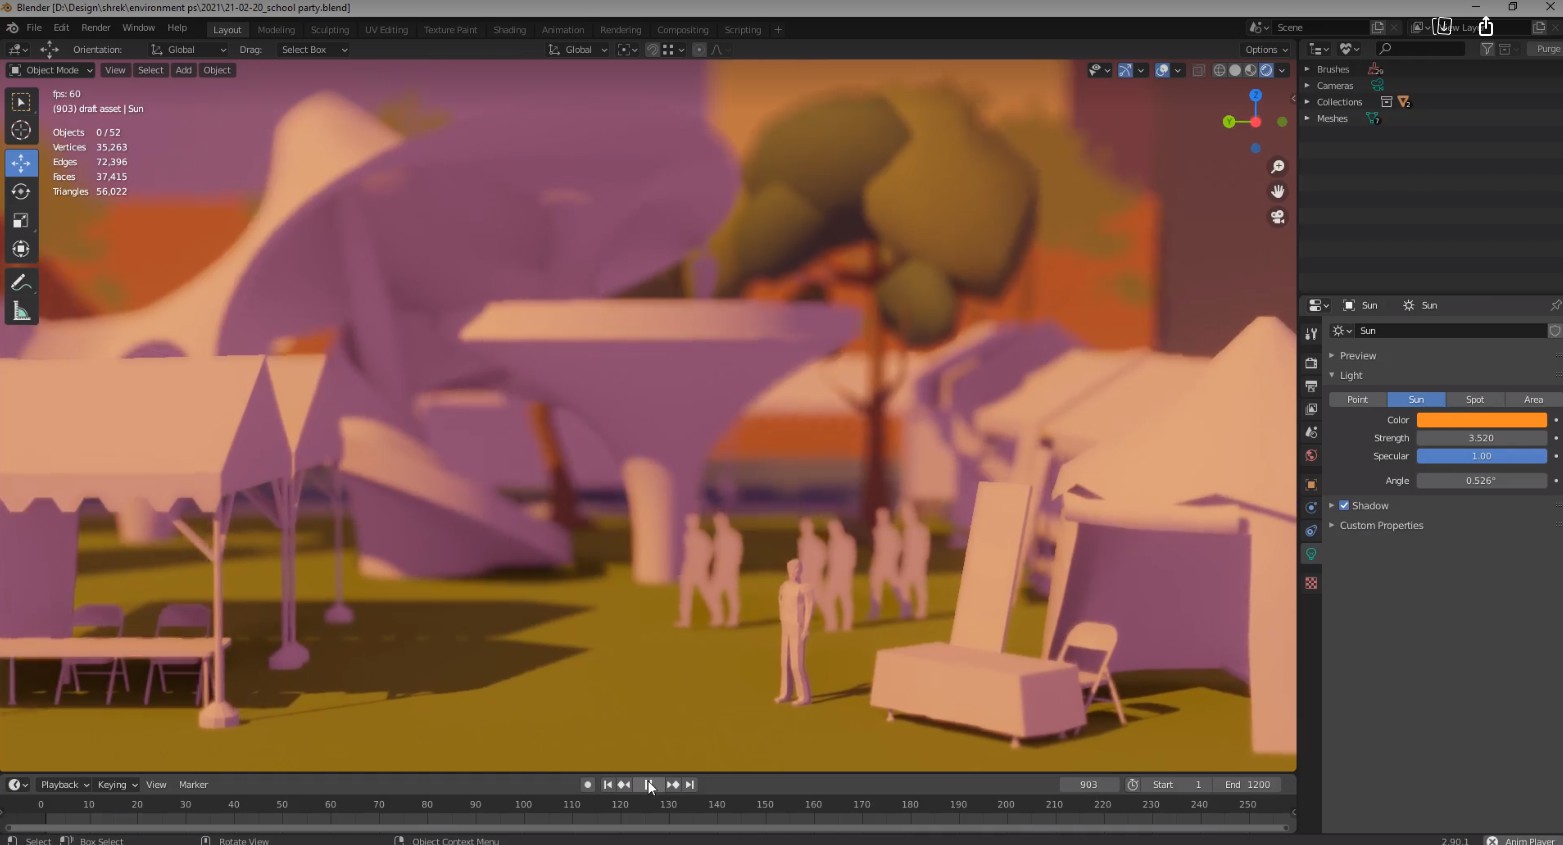 Blender [D:\Design\shrek\environment ps\2021\21-02-20_school party.blend]
File Edit Render Window Help Layout Modeling Sculpting UV Editing Texture Paint Shading Animation Rendering Compositing Scripting + Scene
Orientation: Global Drag: Select Box Global Options Purge
Object Mode View Select Add Object
Brushes 29
Cameras
Collections 2
Meshes 7
fps: 60
(903) draft asset | Sun
Objects 0 / 52
Vertices 35,263
Edges 72,396
Faces 37,415
Triangles 56,022
Z
Y
Sun Sun
Sun
Preview
Light
Point Sun Spot Area
Color
Strength 3.520
Specular 1.00
Angle 0.526°
Shadow
Custom Properties
Playback Keying View Marker 903 Start 1 End 1200
0 10 20 30 40 50 60 70 80 90 100 110 120 130 140 150 160 170 180 190 200 210 220 230 240 250
Select Box Select Rotate View Object Context Menu 2.90.1 Anim Player